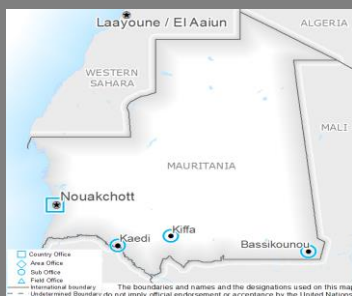 Laayoune / El Aaiun
ALGERIA
WESTERN
SAHARA
MALI
MAURITANIA
Nouakchott
Kiffa
Kaedi
Bassikounou
Country Office
Area Office
Sub Office
Field Office
International boundary
The boundaries and names and the designations used on this map
Undetermined Boundary
do not imply official endorsement or acceptance by the United Nations